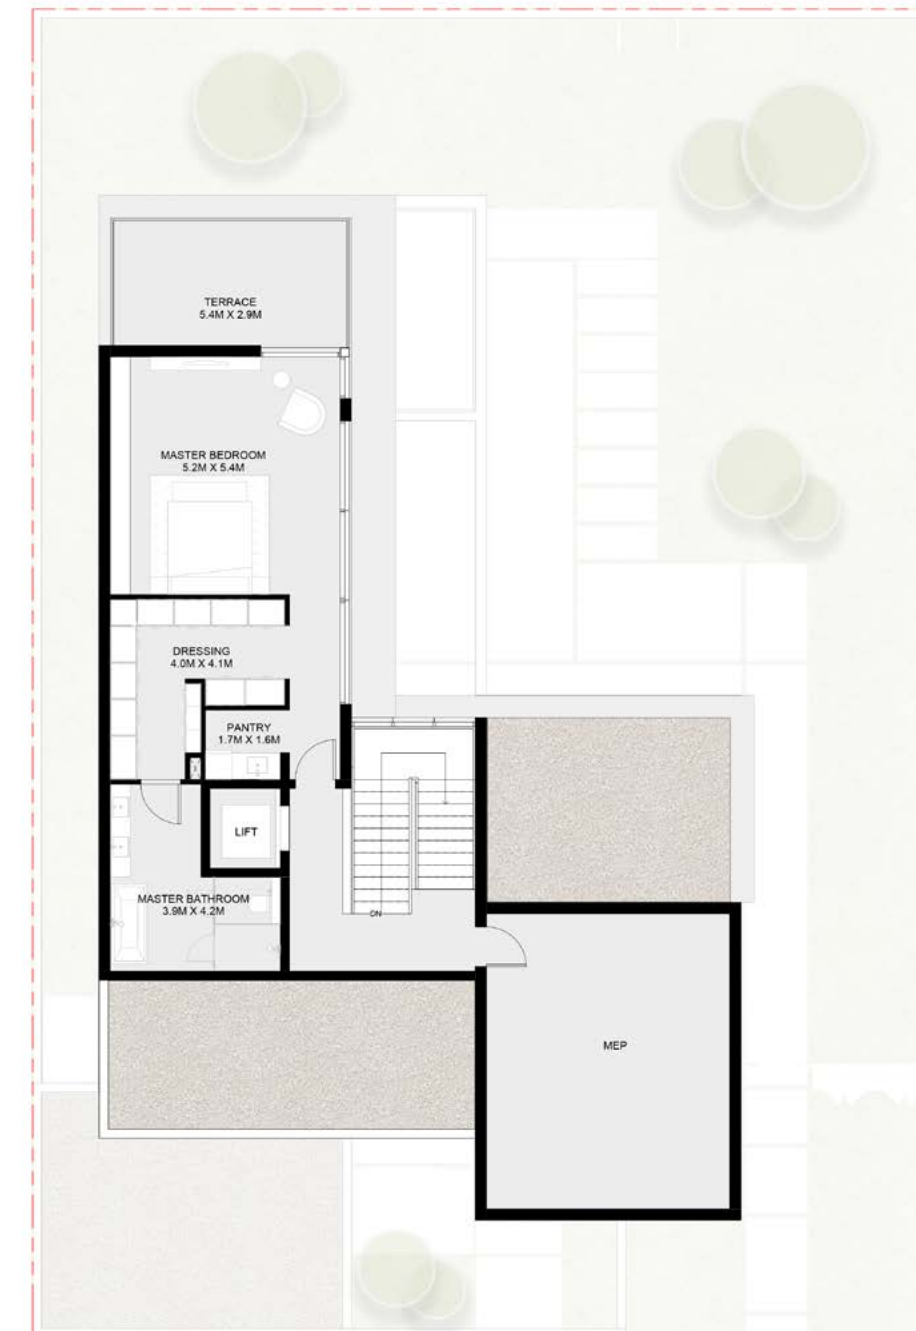 TERRACE
5.4M X 2.9M
MASTER BEDROOM
5.2M X 5.4M
DRESSING
4.0M X 4.1M
PANTRY
1.7M X 1.6M
LIFT
MASTER BATHROOM
3.9M X 4.2M
DN
MEP